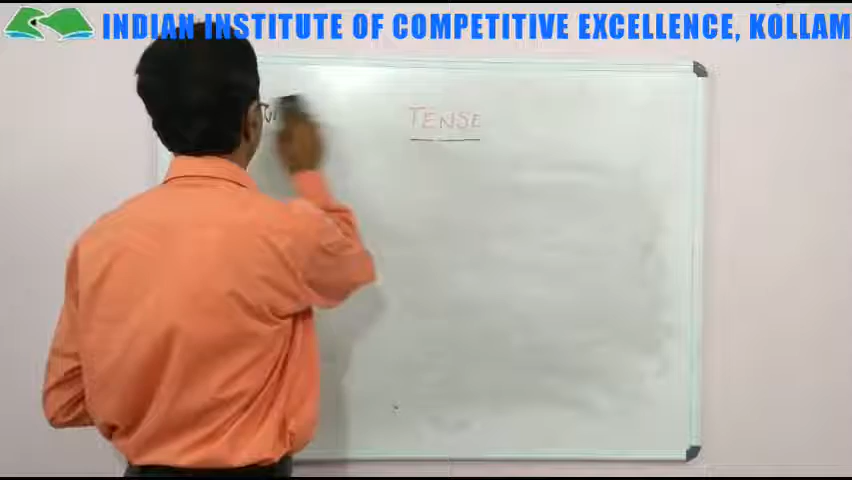 INDIAN INSTITUTE OF COMPETITIVE EXCELLENCE, KOLLAM
TENSE